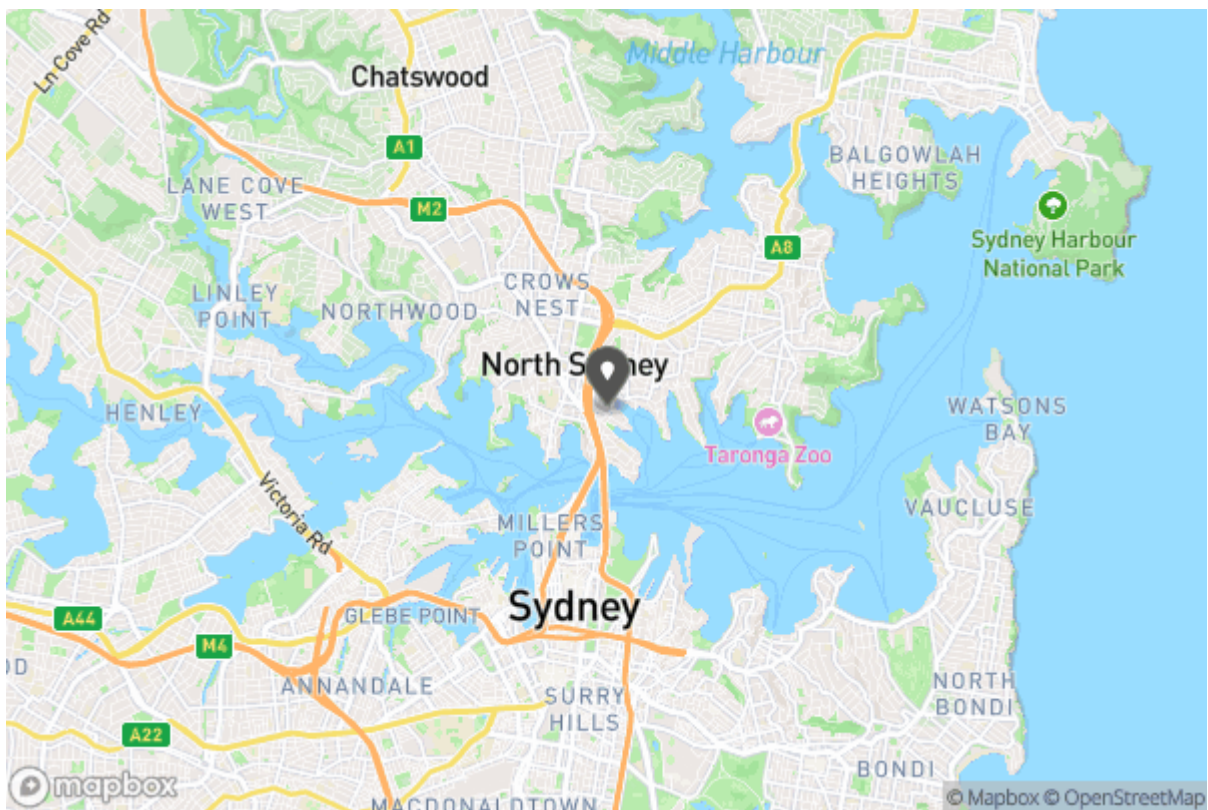 Ln Cove Rd
Middle Harbour
Chatswood
A1
BALGOWLAH
HEIGHTS
LANE COVE
WEST
M2
A8
Sydney Harbour
National Park
CROWS
NEST
LINLEY
POINT
NORTHWOOD
North Sydney
HENLEY
WATSONS
BAY
Taronga Zoo
Victoria Rd
VAUCLUSE
MILLERS
POINT
Sydney
A44
GLEBE POINT
M4
OD
ANNANDALE
SURRY
HILLS
NORTH
BONDI
A22
BONDI
mapbox
MACDONALDTOWN
© Mapbox © OpenStreetMap